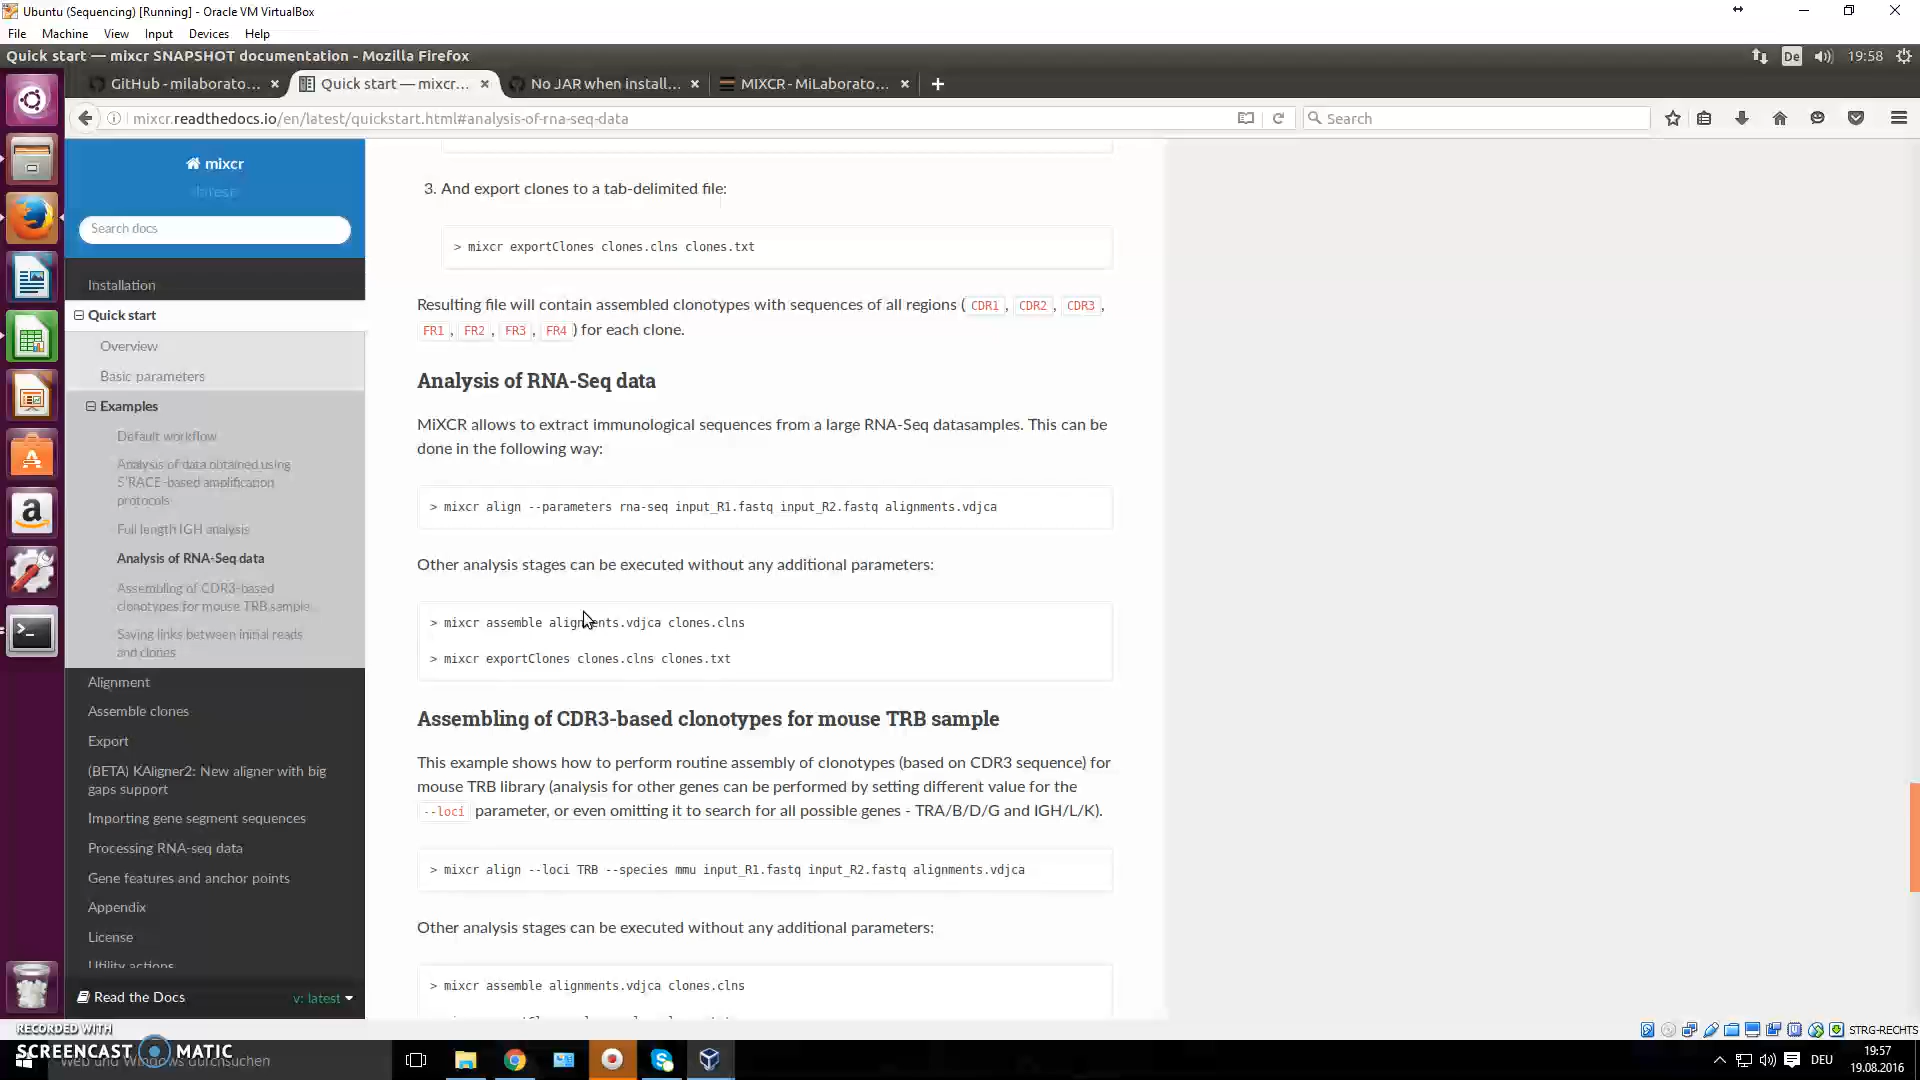 Ubuntu (Sequencing) [Running] - Oracle VM VirtualBox
File Machine View Input Devices Help
Quick start — mixcr SNAPSHOT documentation - Mozilla Firefox
De 19:58
GitHub - milaborato...
Quick start — mixcr...
No JAR when install...
MIXCR - MiLaborato...
mixcr.readthedocs.io/en/latest/quickstart.html#analysis-of-rna-seq-data
Search
mixcr
latest
Search docs
Installation
Quick start
Overview
Basic parameters
Examples
Default workflow
Analysis of data obtained using
5'RACE-based amplification
protocols
Full length IGH analysis
Analysis of RNA-Seq data
Assembling of CDR3-based
clonotypes for mouse TRB sample
Saving links between initial reads
and clones
Alignment
Assemble clones
Export
(BETA) KAligner2: New aligner with big
gaps support
Importing gene segment sequences
Processing RNA-seq data
Gene features and anchor points
Appendix
License
Utility actions
Read the Docs v: latest
3. And export clones to a tab-delimited file:
> mixcr exportClones clones.clns clones.txt
Resulting file will contain assembled clonotypes with sequences of all regions ( CDR1 , CDR2 , CDR3 ,
FR1 , FR2 , FR3 , FR4 ) for each clone.
Analysis of RNA-Seq data
MiXCR allows to extract immunological sequences from a large RNA-Seq datasamples. This can be
done in the following way:
> mixcr align --parameters rna-seq input_R1.fastq input_R2.fastq alignments.vdjca
Other analysis stages can be executed without any additional parameters:
> mixcr assemble alignments.vdjca clones.clns
> mixcr exportClones clones.clns clones.txt
Assembling of CDR3-based clonotypes for mouse TRB sample
This example shows how to perform routine assembly of clonotypes (based on CDR3 sequence) for
mouse TRB library (analysis for other genes can be performed by setting different value for the
--loci parameter, or even omitting it to search for all possible genes - TRA/B/D/G and IGH/L/K).
> mixcr align --loci TRB --species mmu input_R1.fastq input_R2.fastq alignments.vdjca
Other analysis stages can be executed without any additional parameters:
> mixcr assemble alignments.vdjca clones.clns
STRG-RECHTS
RECORDED WITH
SCREENCAST MATIC
Web und Windows durchsuchen
DEU
19:57
19.08.2016